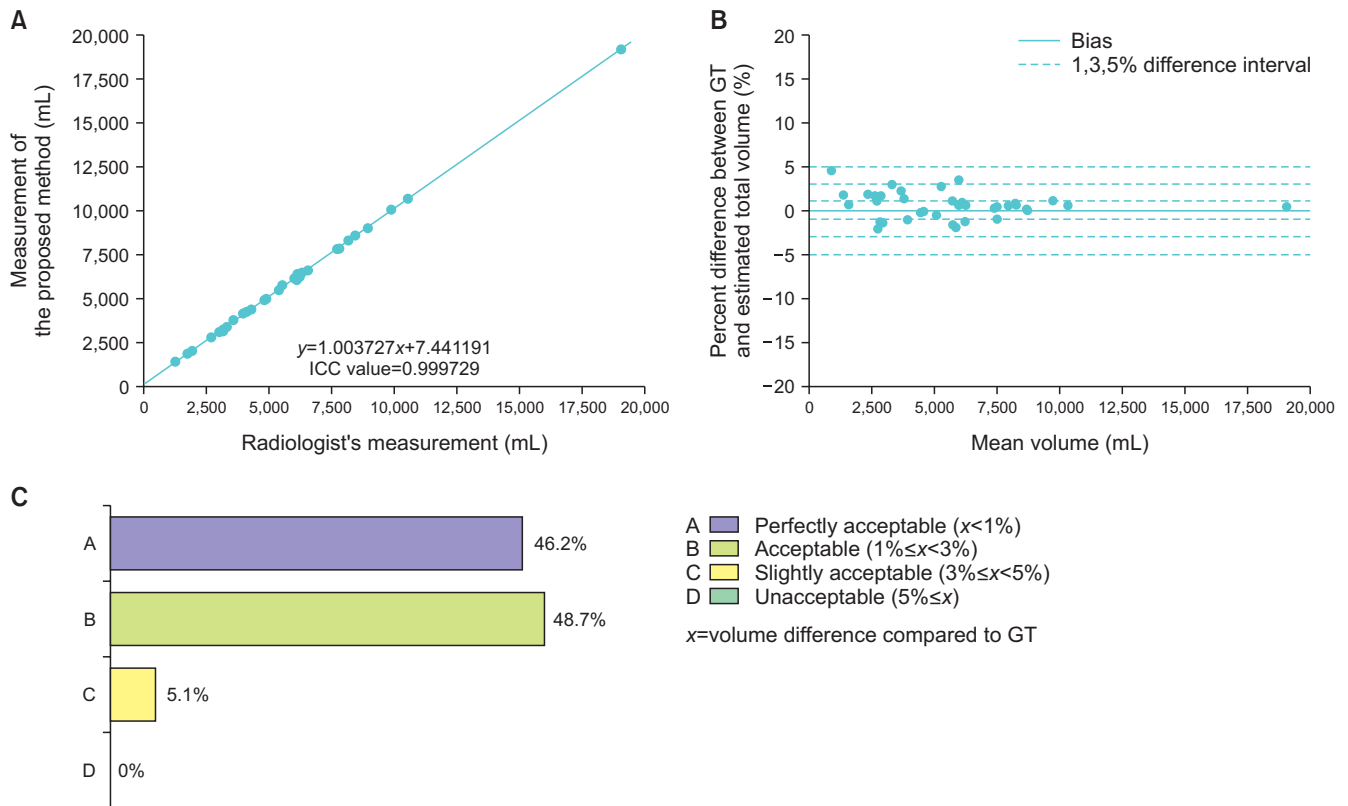 A
Measurement of
the proposed method (mL)
20,000
17,500
15,000
12,500
10,000
7,500
5,000
2,500
0
y=1.003727x+7.441191
ICC value=0.999729
0 2,500 5,000 7,500 10,000 12,500 15,000 17,500 20,000
Radiologist's measurement (mL)
B
Percent difference between GT
and estimated total volume (%)
20
15
10
5
0
−5
−10
−15
−20
Bias
1,3,5% difference interval
0 2,500 5,000 7,500 10,000 12,500 15,000 17,500 20,000
Mean volume (mL)
C
A 46.2%
B 48.7%
C 5.1%
D 0%
A Perfectly acceptable (x<1%)
B Acceptable (1%≤x<3%)
C Slightly acceptable (3%≤x<5%)
D Unacceptable (5%≤x)
x=volume difference compared to GT